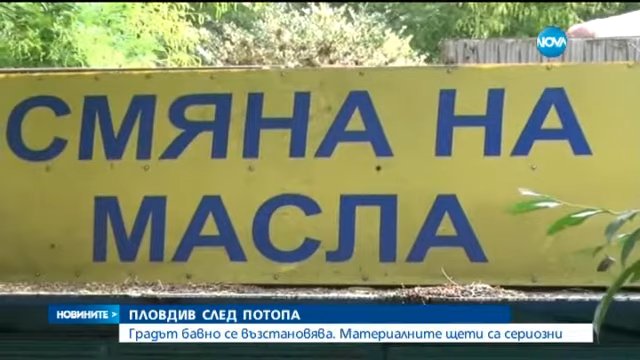 NOVA
СМЯНА НА
МАСЛА
НОВИНИТЕ >
ПЛОВДИВ СЛЕД ПОТОПА
Градът бавно се възстановява. Материалните щети са сериозни